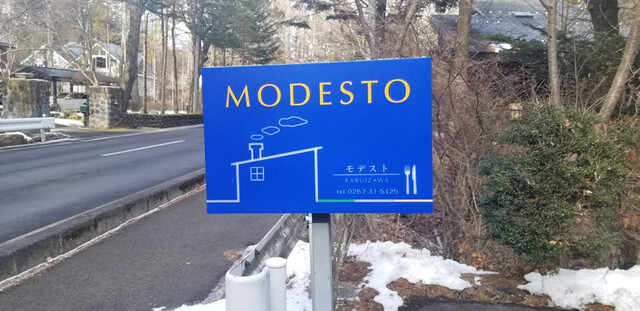 MODESTO
モデスト
KARUIZAWA
tel 0267-31-5425